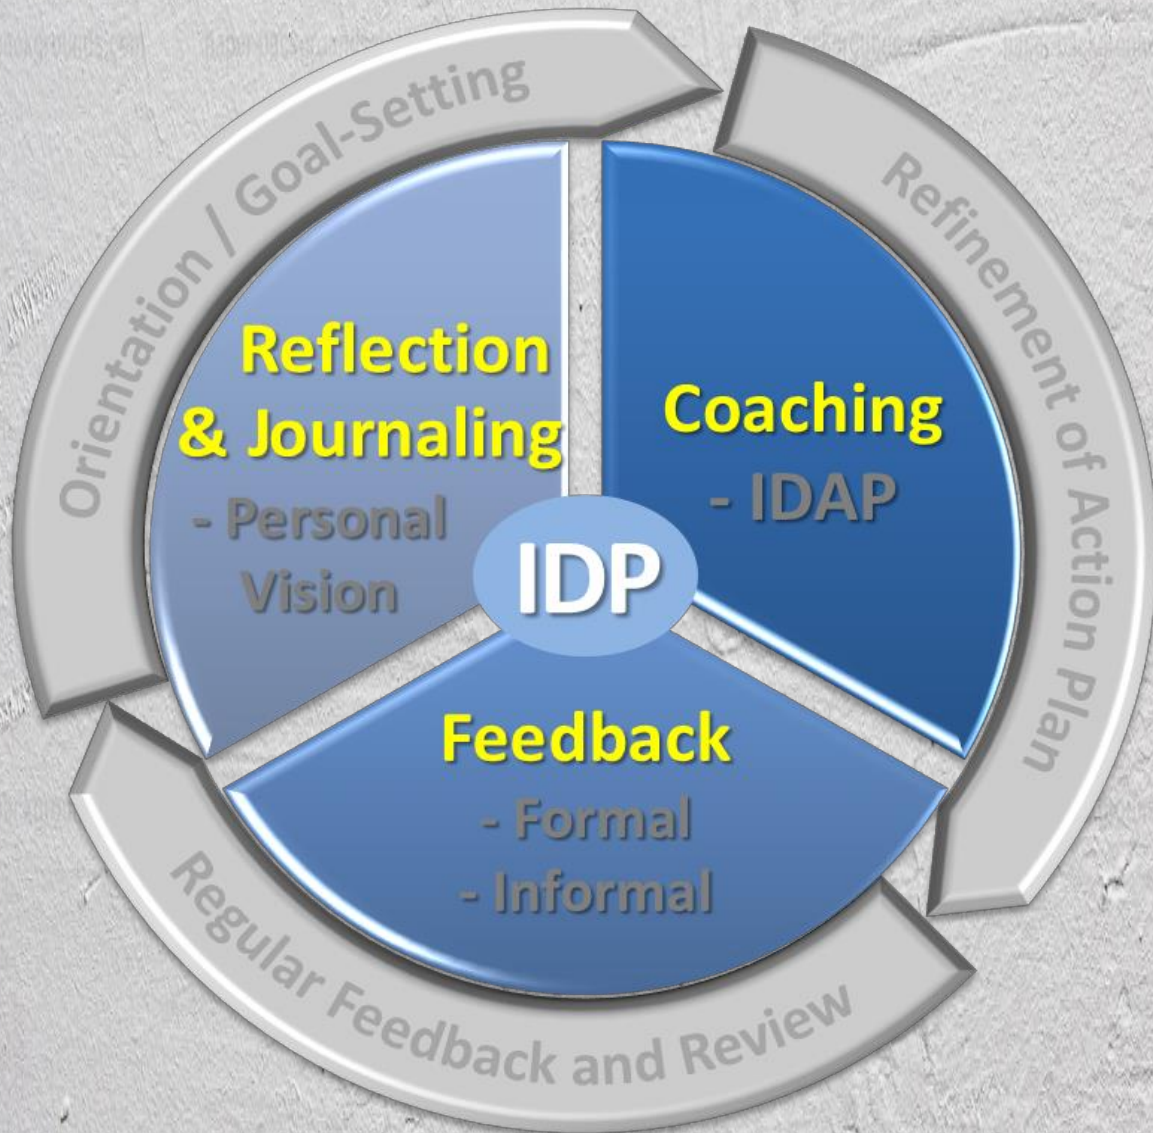 Orientation / Goal-Setting
Refinement of Action Plan
Reflection
& Journaling
- Personal
Vision
Coaching
- IDAP
IDP
Feedback
- Formal
- Informal
Regular Feedback and Review